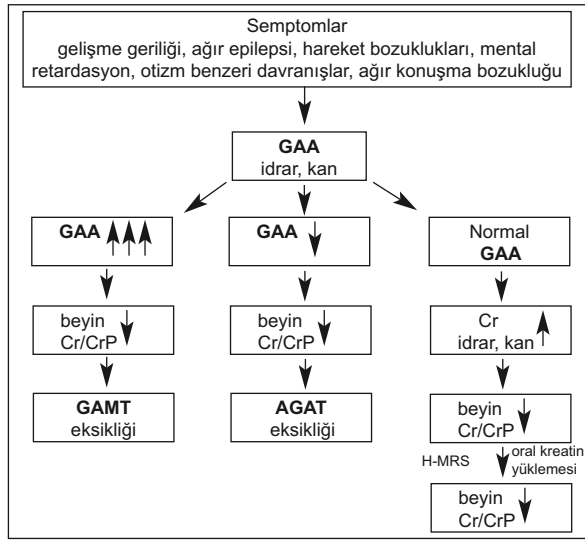 Semptomlar
gelişme geriliği, ağır epilepsi, hareket bozuklukları, mental
retardasyon, otizm benzeri davranışlar, ağır konuşma bozukluğu
GAA
idrar, kan
GAA
GAA
Normal
GAA
beyin
Cr/CrP
beyin
Cr/CrP
Cr
idrar, kan
GAMT
eksikliği
AGAT
eksikliği
beyin
Cr/CrP
H-MRS
oral kreatin
yüklemesi
beyin
Cr/CrP